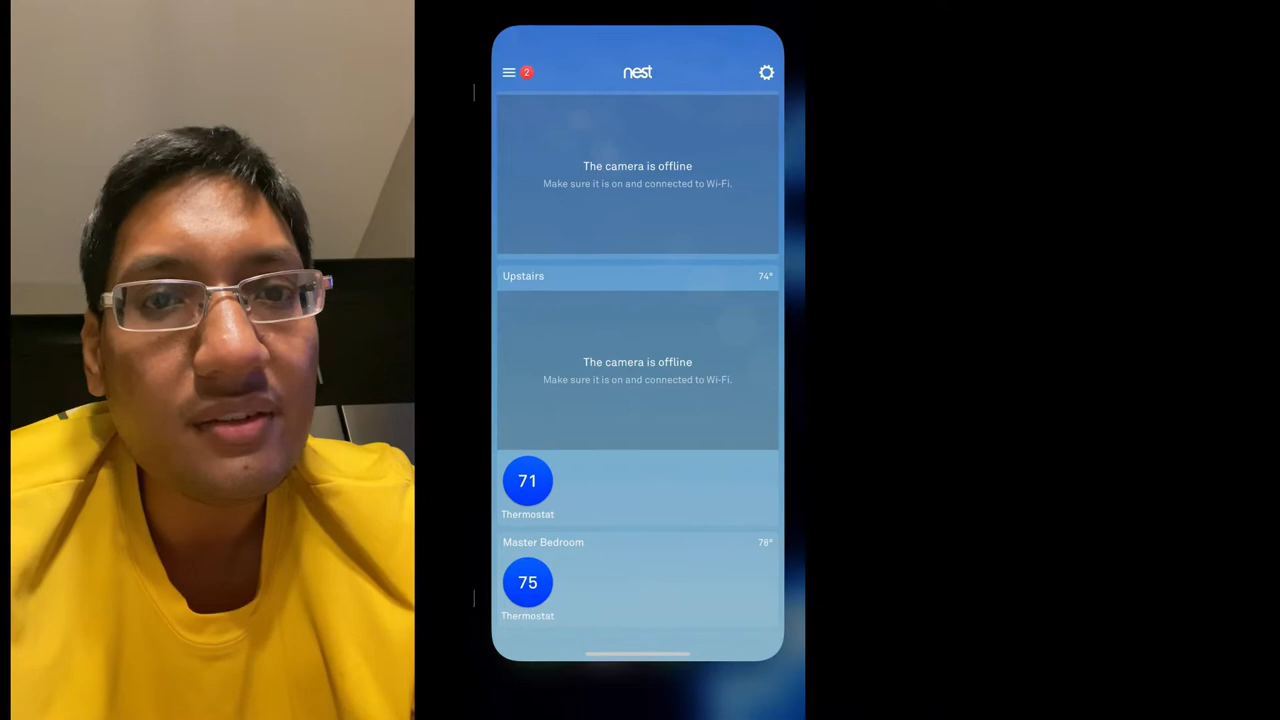 2
nest
The camera is offline
Make sure it is on and connected to Wi-Fi.
Upstairs 74°
The camera is offline
Make sure it is on and connected to Wi-Fi.
71
Thermostat
Master Bedroom 78°
75
Thermostat